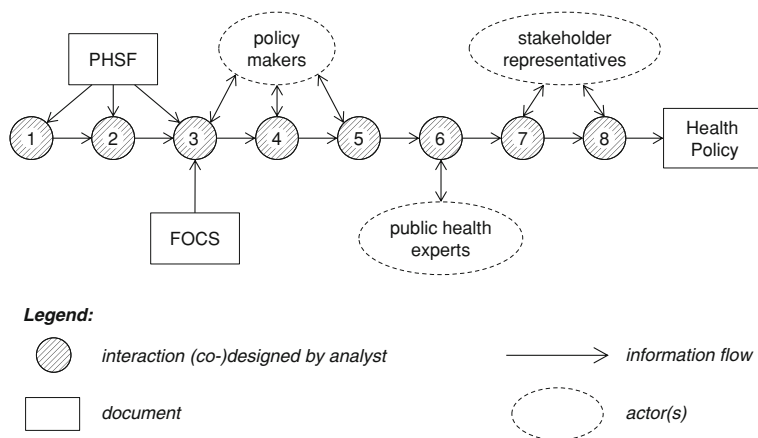 PHSF
policy
makers
stakeholder
representatives
1
2
3
4
5
6
7
8
Health
Policy
FOCS
public health
experts
Legend:
interaction (co-)designed by analyst
information flow
document
actor(s)